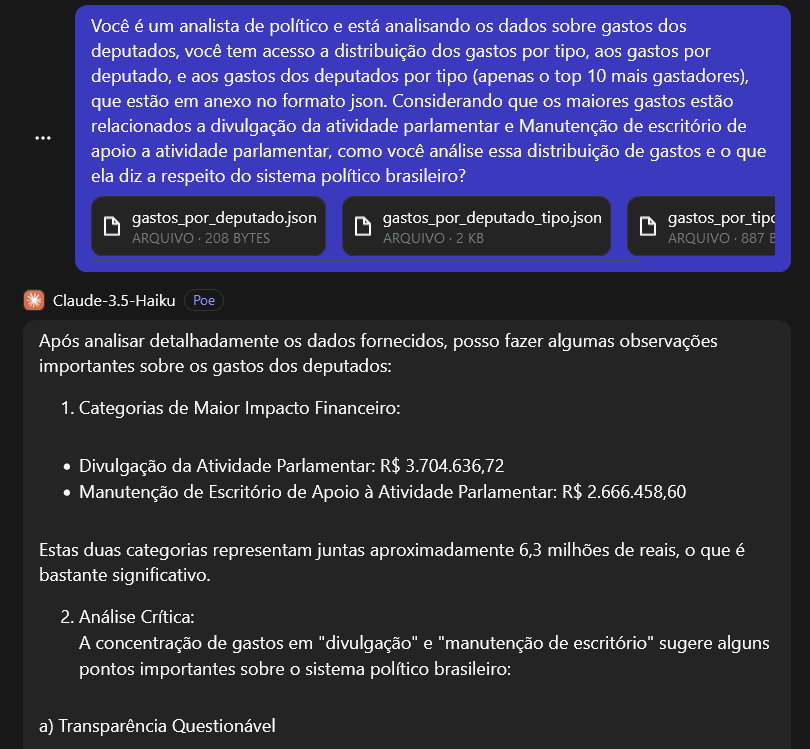 Você é um analista de político e está analisando os dados sobre gastos dos
deputados, você tem acesso a distribuição dos gastos por tipo, aos gastos por
deputado, e aos gastos dos deputados por tipo (apenas o top 10 mais gastadores),
que estão em anexo no formato json. Considerando que os maiores gastos estão
relacionados a divulgação da atividade parlamentar e Manutenção de escritório de
apoio a atividade parlamentar, como você análise essa distribuição de gastos e o que
ela diz a respeito do sistema político brasileiro?
gastos_por_deputado.json
ARQUIVO · 208 BYTES
gastos_por_deputado_tipo.json
ARQUIVO · 2 KB
gastos_por_tipo
ARQUIVO · 887 B
Claude-3.5-Haiku Poe
Após analisar detalhadamente os dados fornecidos, posso fazer algumas observações
importantes sobre os gastos dos deputados:
1. Categorias de Maior Impacto Financeiro:
• Divulgação da Atividade Parlamentar: R$ 3.704.636,72
• Manutenção de Escritório de Apoio à Atividade Parlamentar: R$ 2.666.458,60
Estas duas categorias representam juntas aproximadamente 6,3 milhões de reais, o que é
bastante significativo.
2. Análise Crítica:
A concentração de gastos em "divulgação" e "manutenção de escritório" sugere alguns
pontos importantes sobre o sistema político brasileiro:
a) Transparência Questionável